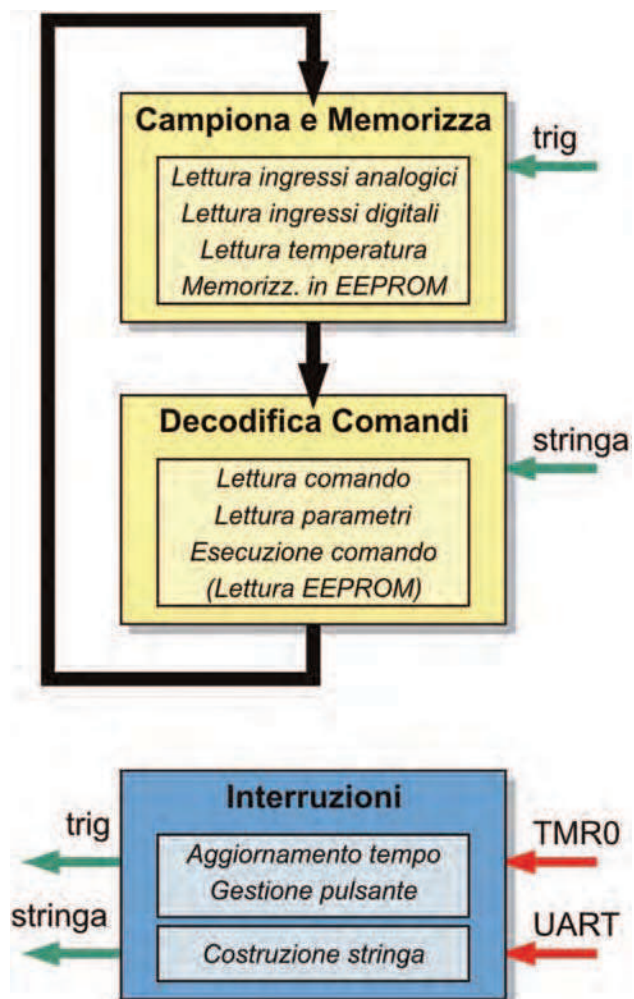 Campiona e Memorizza
trig
Lettura ingressi analogici
Lettura ingressi digitali
Lettura temperatura
Memorizz. in EEPROM
Decodifica Comandi
stringa
Lettura comando
Lettura parametri
Esecuzione comando
(Lettura EEPROM)
Interruzioni
trig
TMR0
Aggiornamento tempo
Gestione pulsante
stringa
UART
Costruzione stringa